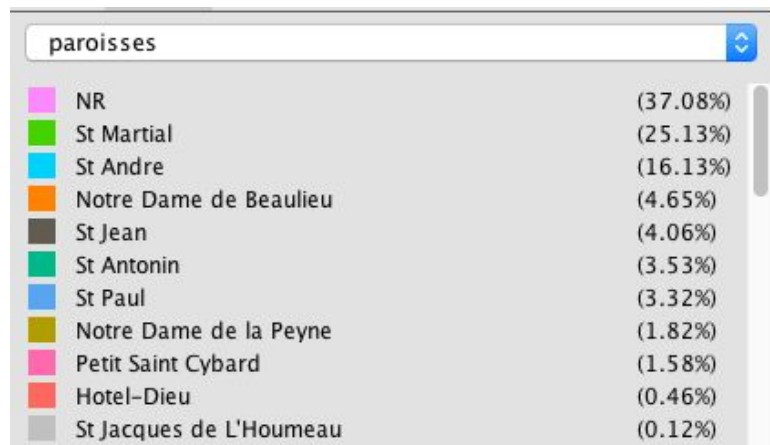 paroisses
NR (37.08%)
St Martial (25.13%)
St Andre (16.13%)
Notre Dame de Beaulieu (4.65%)
St Jean (4.06%)
St Antonin (3.53%)
St Paul (3.32%)
Notre Dame de la Peyne (1.82%)
Petit Saint Cybard (1.58%)
Hotel-Dieu (0.46%)
St Jacques de L'Houmeau (0.12%)